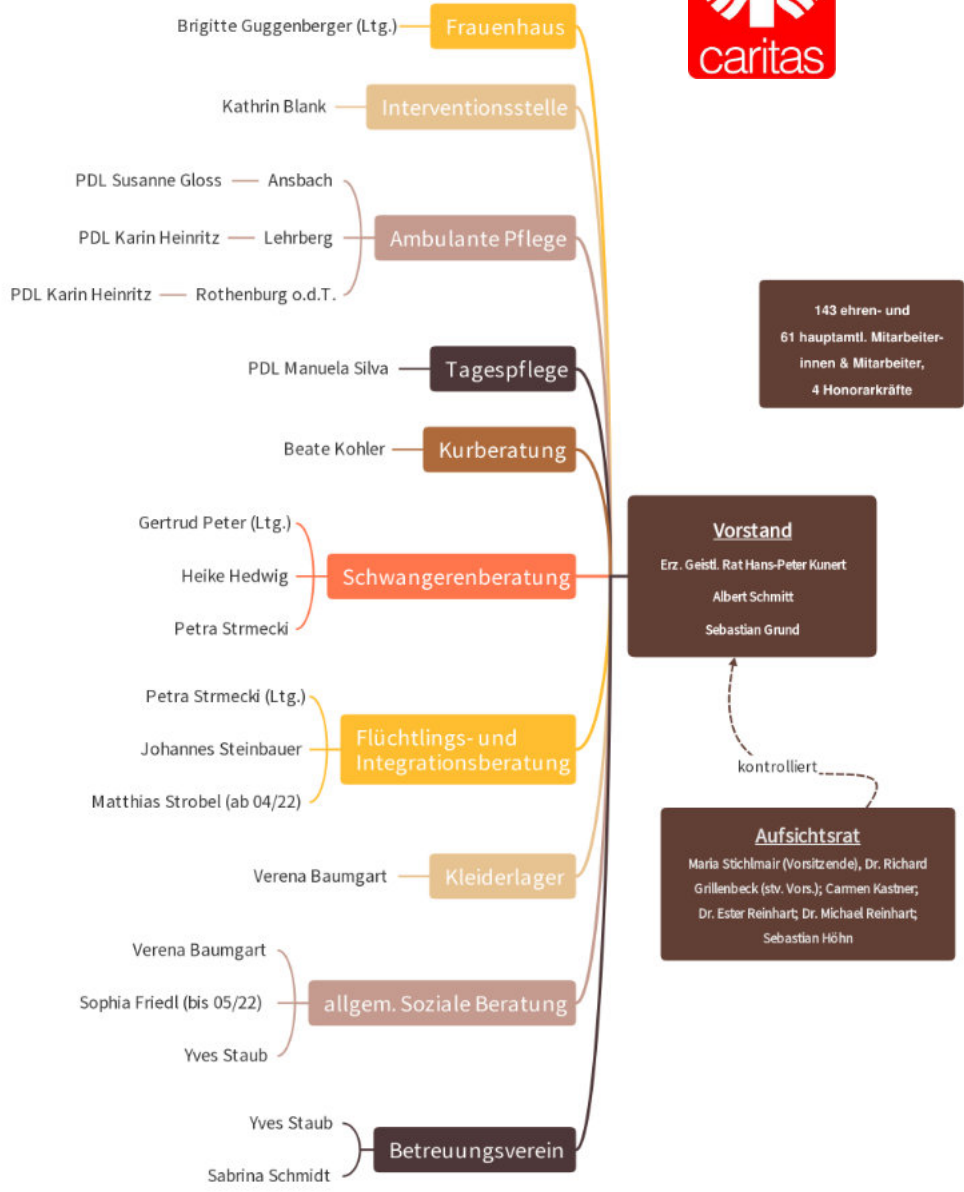 caritas
Brigitte Guggenberger (Ltg.)
Frauenhaus
Kathrin Blank
Interventionsstelle
PDL Susanne Gloss
Ansbach
PDL Karin Heinritz
Lehrberg
PDL Karin Heinritz
Rothenburg o.d.T.
Ambulante Pflege
PDL Manuela Silva
Tagespflege
Beate Kohler
Kurberatung
Gertrud Peter (Ltg.)
Heike Hedwig
Petra Strmecki
Schwangerenberatung
Petra Strmecki (Ltg.)
Johannes Steinbauer
Matthias Strobel (ab 04/22)
Flüchtlings- und
Integrationsberatung
Verena Baumgart
Kleiderlager
Verena Baumgart
Sophia Friedl (bis 05/22)
Yves Staub
allgem. Soziale Beratung
Yves Staub
Sabrina Schmidt
Betreuungsverein
143 ehren- und
61 hauptamtl. Mitarbeiter-
innen & Mitarbeiter,
4 Honorarkräfte
Vorstand
Erz. Geistl. Rat Hans-Peter Kunert
Albert Schmitt
Sebastian Grund
kontrolliert
Aufsichtsrat
Maria Stichlmair (Vorsitzende), Dr. Richard
Grillenbeck (stv. Vors.); Carmen Kastner;
Dr. Ester Reinhart; Dr. Michael Reinhart;
Sebastian Höhn